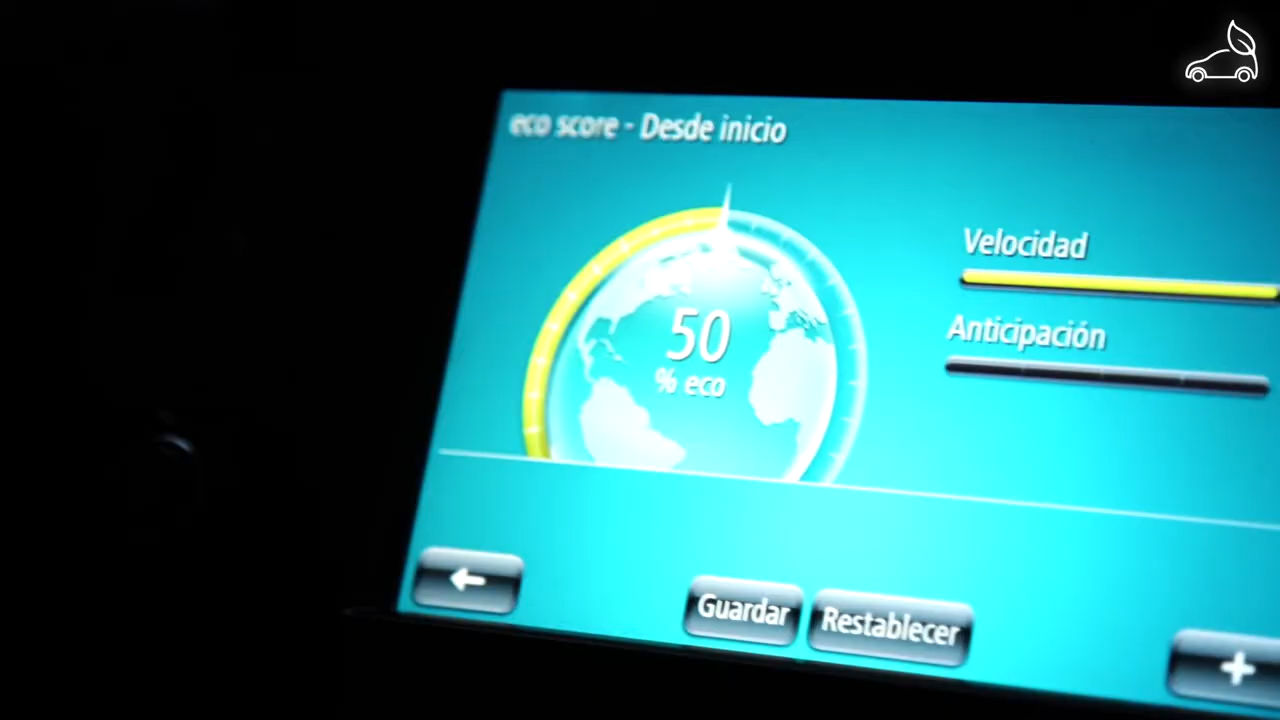 eco score - Desde inicio
Velocidad
Anticipación
50
% eco
Guardar
Restablecer